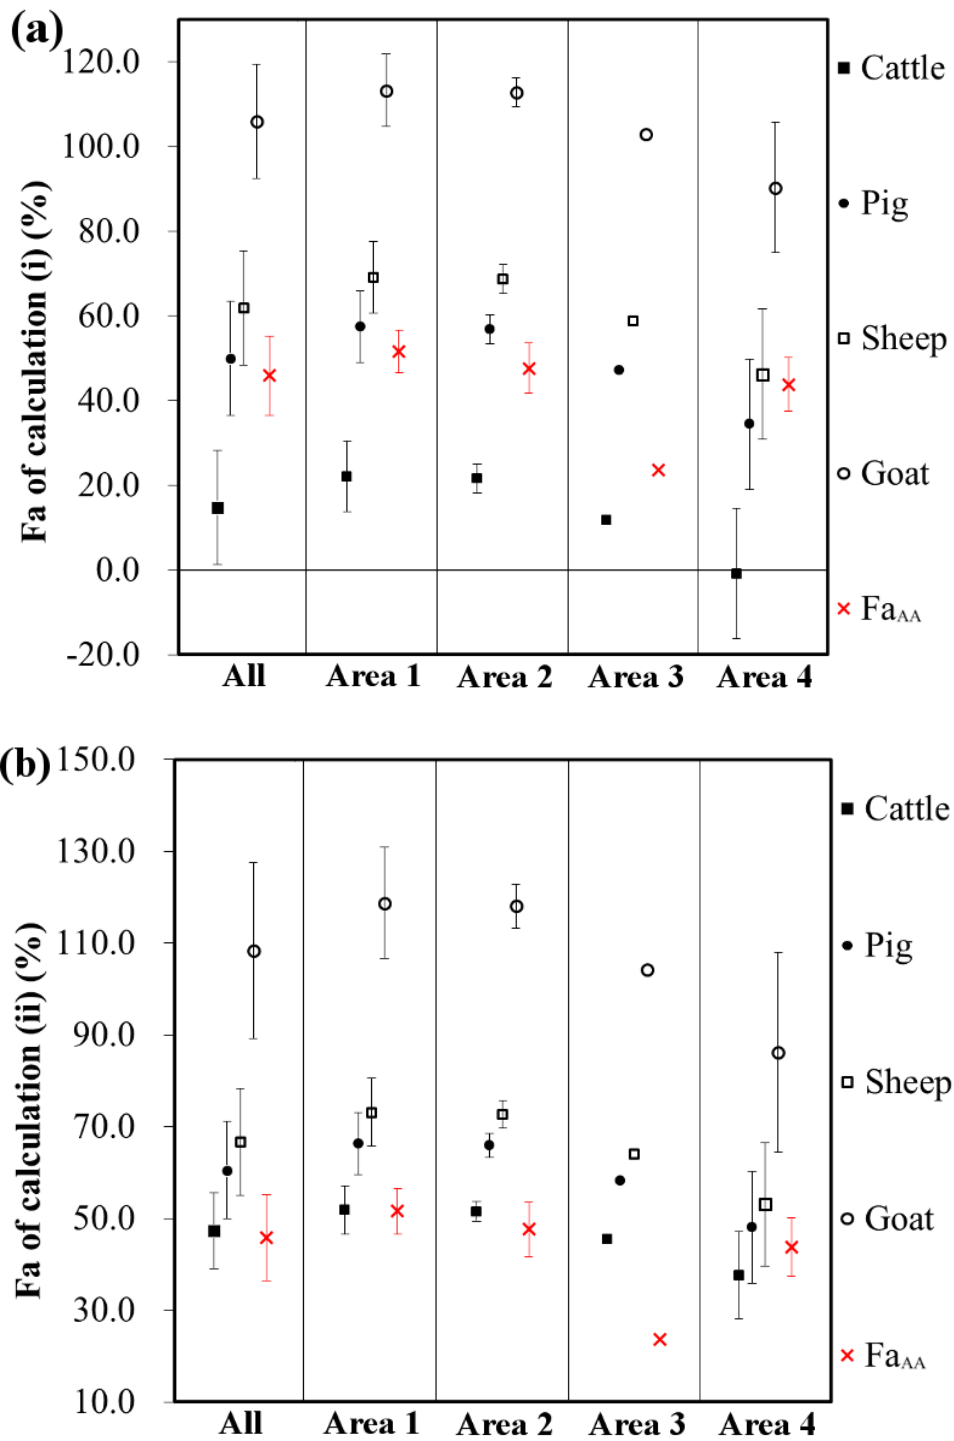 (a)
Fa of calculation (i) (%)
120.0
100.0
80.0
60.0
40.0
20.0
0.0
-20.0
All
Area 1
Area 2
Area 3
Area 4
Cattle
Pig
Sheep
Goat
FaAA
(b)
Fa of calculation (ii) (%)
150.0
130.0
110.0
90.0
70.0
50.0
30.0
10.0
All
Area 1
Area 2
Area 3
Area 4
Cattle
Pig
Sheep
Goat
FaAA